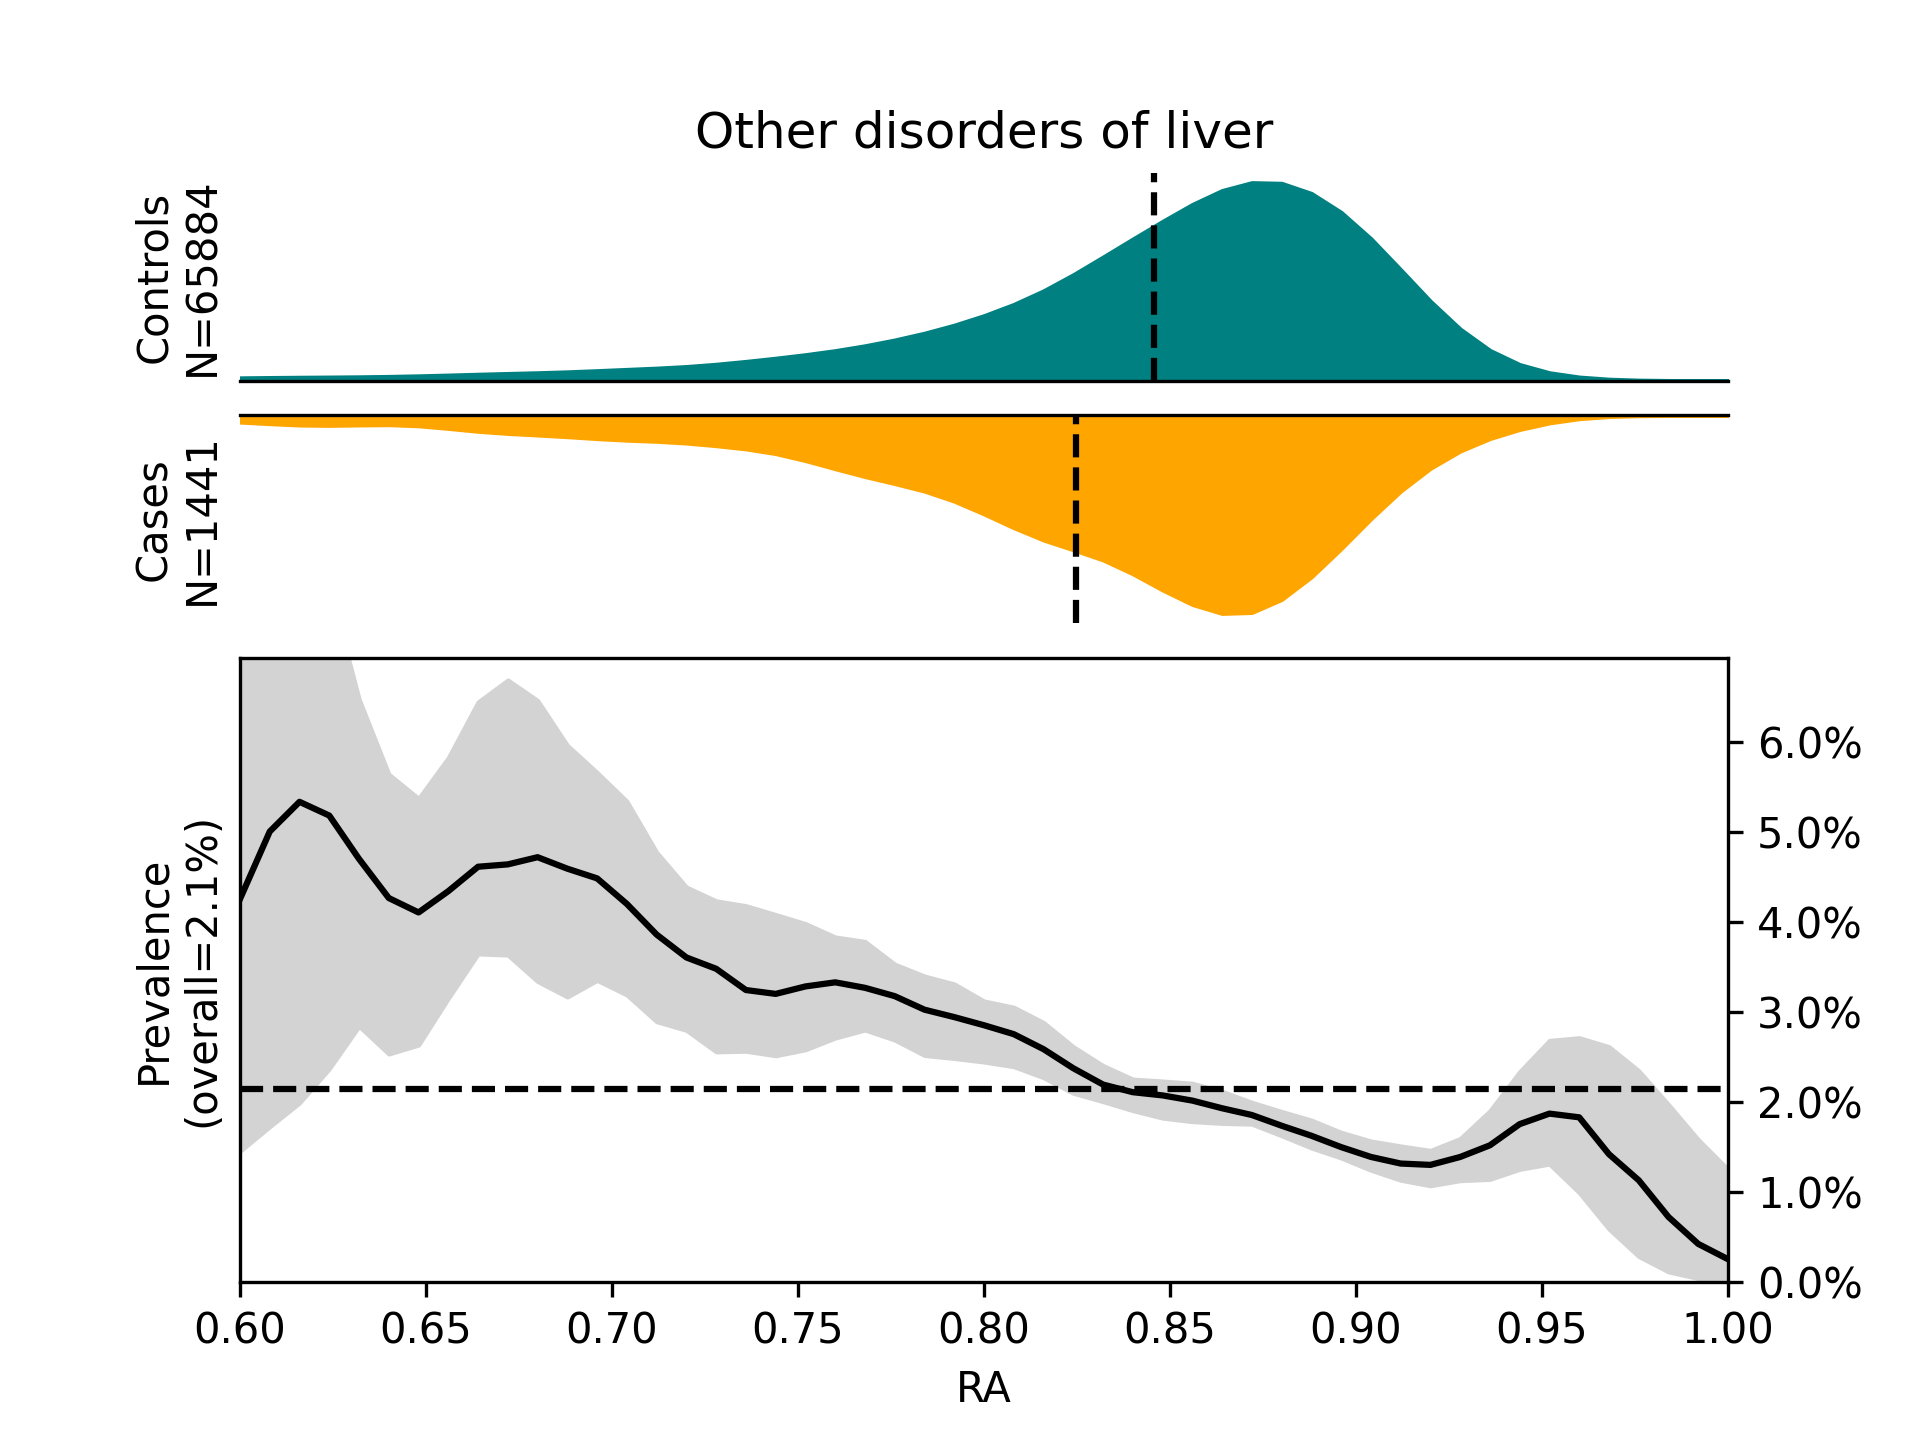 Other disorders of liver
Controls
N=65884
Cases
N=1441
Prevalence
(overall=2.1%)
6.0%
5.0%
4.0%
3.0%
2.0%
1.0%
0.0%
0.60 0.65 0.70 0.75 0.80 0.85 0.90 0.95 1.00
RA